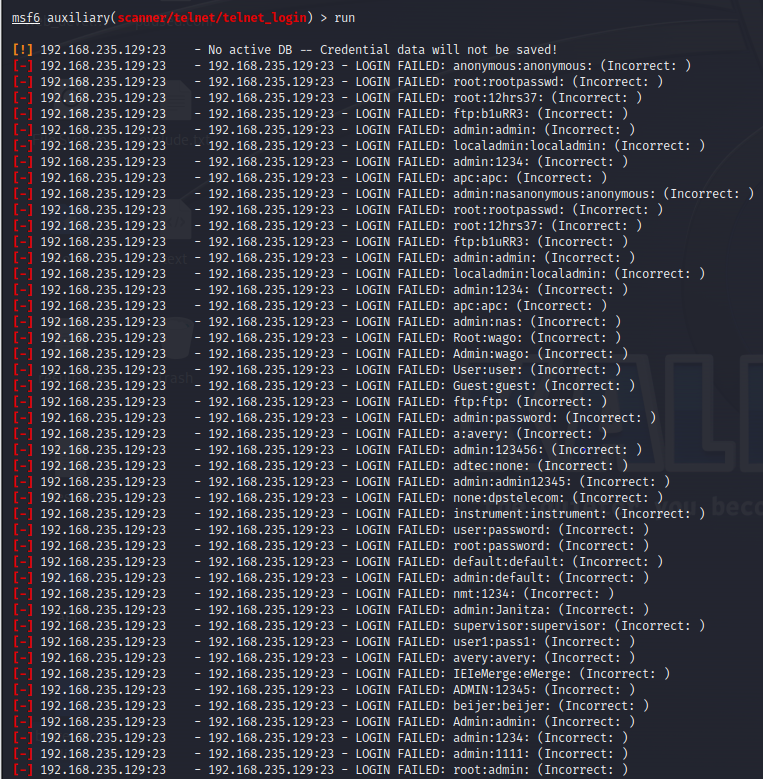 msf6 auxiliary(scanner/telnet/telnet_login) > run
[!] 192.168.235.129:23 - No active DB -- Credential data will not be saved!
[-] 192.168.235.129:23 - 192.168.235.129:23 - LOGIN FAILED: anonymous:anonymous: (Incorrect: )
[-] 192.168.235.129:23 - 192.168.235.129:23 - LOGIN FAILED: root:rootpasswd: (Incorrect: )
[-] 192.168.235.129:23 - 192.168.235.129:23 - LOGIN FAILED: root:12hrs37: (Incorrect: )
[-] 192.168.235.129:23 - 192.168.235.129:23 - LOGIN FAILED: ftp:b1uRR3: (Incorrect: )
[-] 192.168.235.129:23 - 192.168.235.129:23 - LOGIN FAILED: admin:admin: (Incorrect: )
[-] 192.168.235.129:23 - 192.168.235.129:23 - LOGIN FAILED: localadmin:localadmin: (Incorrect: )
[-] 192.168.235.129:23 - 192.168.235.129:23 - LOGIN FAILED: admin:1234: (Incorrect: )
[-] 192.168.235.129:23 - 192.168.235.129:23 - LOGIN FAILED: apc:apc: (Incorrect: )
[-] 192.168.235.129:23 - 192.168.235.129:23 - LOGIN FAILED: admin:nasanonymous:anonymous: (Incorrect: )
[-] 192.168.235.129:23 - 192.168.235.129:23 - LOGIN FAILED: root:rootpasswd: (Incorrect: )
[-] 192.168.235.129:23 - 192.168.235.129:23 - LOGIN FAILED: root:12hrs37: (Incorrect: )
[-] 192.168.235.129:23 - 192.168.235.129:23 - LOGIN FAILED: ftp:b1uRR3: (Incorrect: )
[-] 192.168.235.129:23 - 192.168.235.129:23 - LOGIN FAILED: admin:admin: (Incorrect: )
[-] 192.168.235.129:23 - 192.168.235.129:23 - LOGIN FAILED: localadmin:localadmin: (Incorrect: )
[-] 192.168.235.129:23 - 192.168.235.129:23 - LOGIN FAILED: admin:1234: (Incorrect: )
[-] 192.168.235.129:23 - 192.168.235.129:23 - LOGIN FAILED: apc:apc: (Incorrect: )
[-] 192.168.235.129:23 - 192.168.235.129:23 - LOGIN FAILED: admin:nas: (Incorrect: )
[-] 192.168.235.129:23 - 192.168.235.129:23 - LOGIN FAILED: Root:wago: (Incorrect: )
[-] 192.168.235.129:23 - 192.168.235.129:23 - LOGIN FAILED: Admin:wago: (Incorrect: )
[-] 192.168.235.129:23 - 192.168.235.129:23 - LOGIN FAILED: User:user: (Incorrect: )
[-] 192.168.235.129:23 - 192.168.235.129:23 - LOGIN FAILED: Guest:guest: (Incorrect: )
[-] 192.168.235.129:23 - 192.168.235.129:23 - LOGIN FAILED: ftp:ftp: (Incorrect: )
[-] 192.168.235.129:23 - 192.168.235.129:23 - LOGIN FAILED: admin:password: (Incorrect: )
[-] 192.168.235.129:23 - 192.168.235.129:23 - LOGIN FAILED: a:avery: (Incorrect: )
[-] 192.168.235.129:23 - 192.168.235.129:23 - LOGIN FAILED: admin:123456: (Incorrect: )
[-] 192.168.235.129:23 - 192.168.235.129:23 - LOGIN FAILED: adtec:none: (Incorrect: )
[-] 192.168.235.129:23 - 192.168.235.129:23 - LOGIN FAILED: admin:admin12345: (Incorrect: )
[-] 192.168.235.129:23 - 192.168.235.129:23 - LOGIN FAILED: none:dpstelecom: (Incorrect: )
[-] 192.168.235.129:23 - 192.168.235.129:23 - LOGIN FAILED: instrument:instrument: (Incorrect: )
[-] 192.168.235.129:23 - 192.168.235.129:23 - LOGIN FAILED: user:password: (Incorrect: )
[-] 192.168.235.129:23 - 192.168.235.129:23 - LOGIN FAILED: root:password: (Incorrect: )
[-] 192.168.235.129:23 - 192.168.235.129:23 - LOGIN FAILED: default:default: (Incorrect: )
[-] 192.168.235.129:23 - 192.168.235.129:23 - LOGIN FAILED: admin:default: (Incorrect: )
[-] 192.168.235.129:23 - 192.168.235.129:23 - LOGIN FAILED: nmt:1234: (Incorrect: )
[-] 192.168.235.129:23 - 192.168.235.129:23 - LOGIN FAILED: admin:Janitza: (Incorrect: )
[-] 192.168.235.129:23 - 192.168.235.129:23 - LOGIN FAILED: supervisor:supervisor: (Incorrect: )
[-] 192.168.235.129:23 - 192.168.235.129:23 - LOGIN FAILED: user1:pass1: (Incorrect: )
[-] 192.168.235.129:23 - 192.168.235.129:23 - LOGIN FAILED: avery:avery: (Incorrect: )
[-] 192.168.235.129:23 - 192.168.235.129:23 - LOGIN FAILED: IEIeMerge:eMerge: (Incorrect: )
[-] 192.168.235.129:23 - 192.168.235.129:23 - LOGIN FAILED: ADMIN:12345: (Incorrect: )
[-] 192.168.235.129:23 - 192.168.235.129:23 - LOGIN FAILED: beijer:beijer: (Incorrect: )
[-] 192.168.235.129:23 - 192.168.235.129:23 - LOGIN FAILED: Admin:admin: (Incorrect: )
[-] 192.168.235.129:23 - 192.168.235.129:23 - LOGIN FAILED: admin:1234: (Incorrect: )
[-] 192.168.235.129:23 - 192.168.235.129:23 - LOGIN FAILED: admin:1111: (Incorrect: )
[-] 192.168.235.129:23 - 192.168.235.129:23 - LOGIN FAILED: root:admin: (Incorrect: )